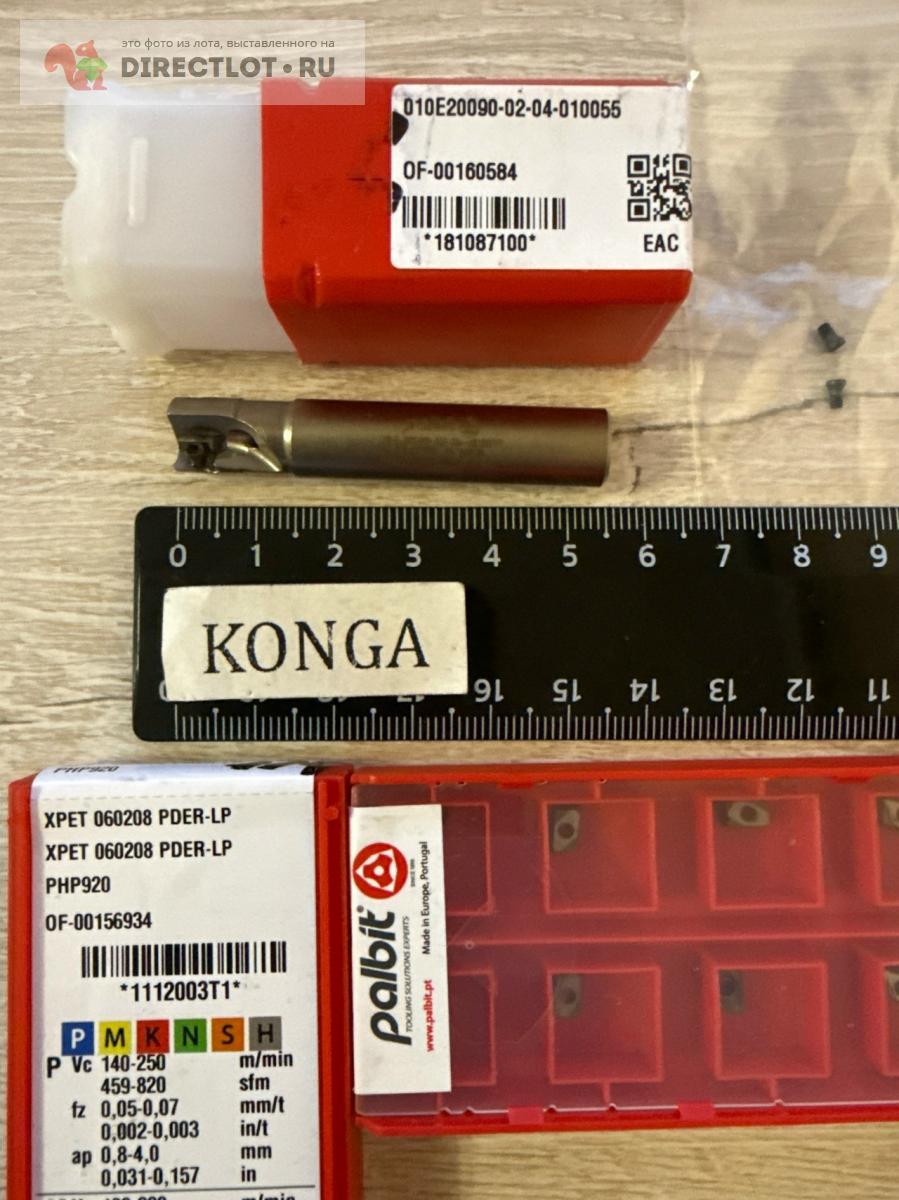 это фото из лота, выставленного на
DIRECTLOT.RU
010E20090-02-04-010055
OF-00160584
*181087100*
EAC
0 1 2 3 4 5 6 7 8 9
KONGA
16 15 14 13 12 11
PHP920
XPET 060208 PDER-LP
XPET 060208 PDER-LP
PHP920
OF-00156934
*1112003T1*
P M K N S H
P Vc 140-250 m/min
459-820 sfm
fz 0,05-0,07 mm/t
0,002-0,003 in/t
ap 0,8-4,0 mm
0,031-0,157 in
palbit
SINCE 1916
TOOLING SOLUTIONS EXPERTS
Made in Europe, Portugal
www.palbit.pt